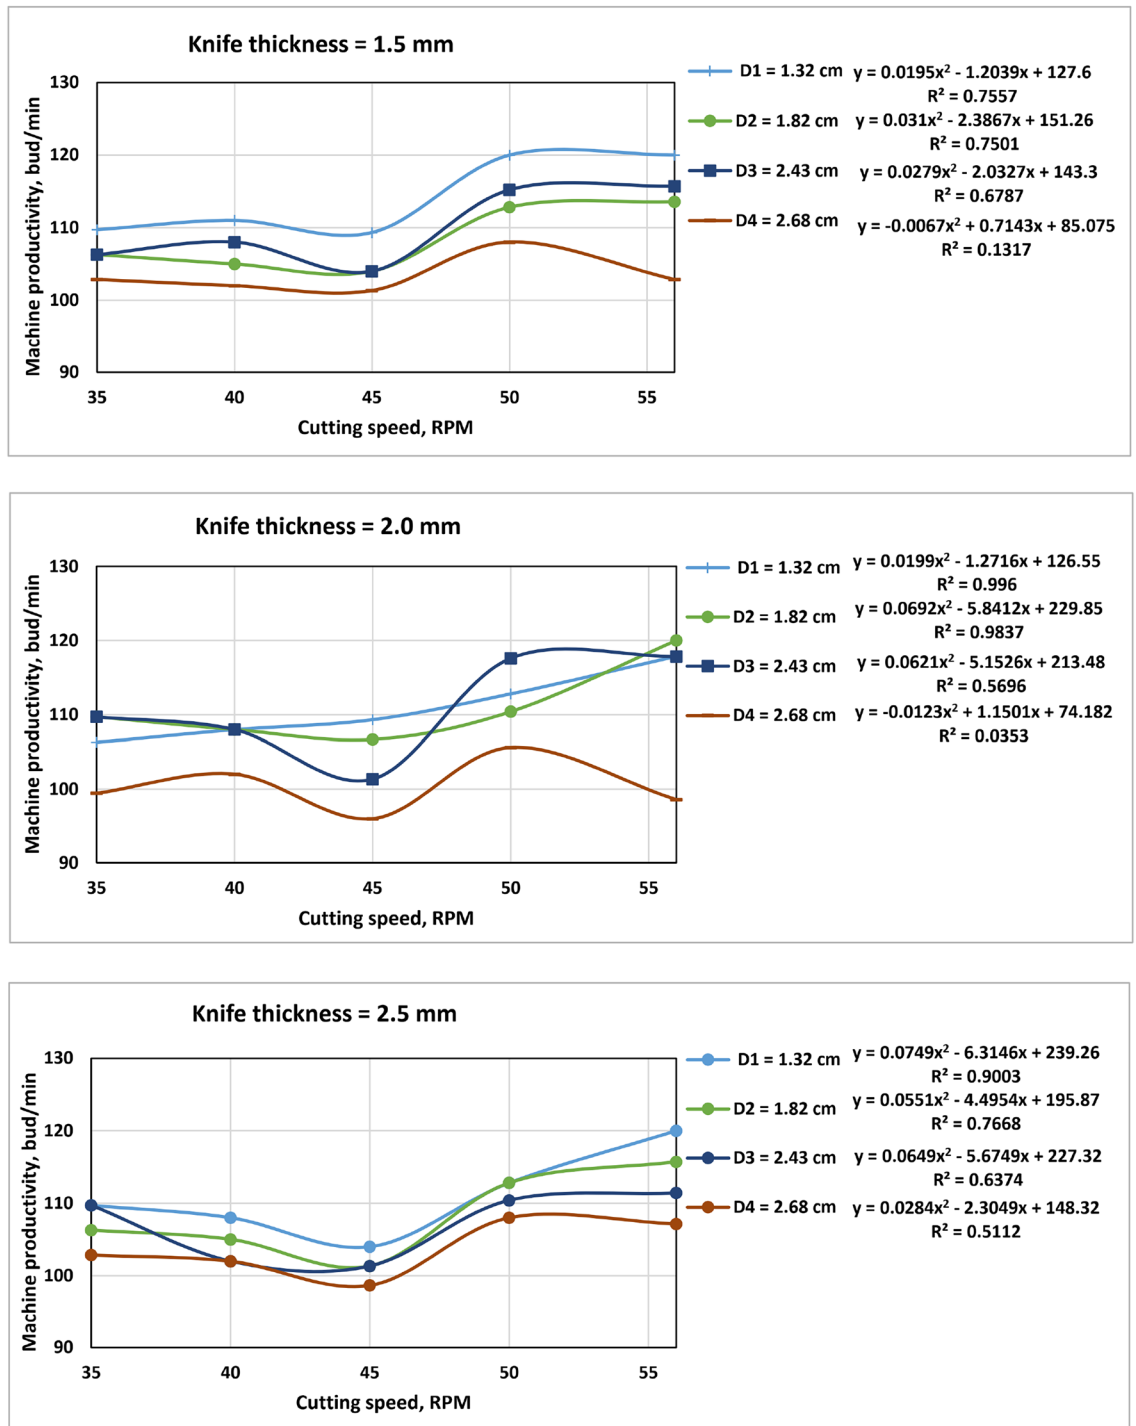 Knife thickness = 1.5 mm
Machine productivity, bud/min
130
120
110
100
90
35 40 45 50 55
Cutting speed, RPM
D1 = 1.32 cm y = 0.0195x² - 1.2039x + 127.6
R² = 0.7557
D2 = 1.82 cm y = 0.031x² - 2.3867x + 151.26
R² = 0.7501
D3 = 2.43 cm y = 0.0279x² - 2.0327x + 143.3
R² = 0.6787
D4 = 2.68 cm y = -0.0067x² + 0.7143x + 85.075
R² = 0.1317
Knife thickness = 2.0 mm
Machine productivity, bud/min
130
120
110
100
90
35 40 45 50 55
Cutting speed, RPM
D1 = 1.32 cm y = 0.0199x² - 1.2716x + 126.55
R² = 0.996
D2 = 1.82 cm y = 0.0692x² - 5.8412x + 229.85
R² = 0.9837
D3 = 2.43 cm y = 0.0621x² - 5.1526x + 213.48
R² = 0.5696
D4 = 2.68 cm y = -0.0123x² + 1.1501x + 74.182
R² = 0.0353
Knife thickness = 2.5 mm
Machine productivity, bud/min
130
120
110
100
90
35 40 45 50 55
Cutting speed, RPM
D1 = 1.32 cm y = 0.0749x² - 6.3146x + 239.26
R² = 0.9003
D2 = 1.82 cm y = 0.0551x² - 4.4954x + 195.87
R² = 0.7668
D3 = 2.43 cm y = 0.0649x² - 5.6749x + 227.32
R² = 0.6374
D4 = 2.68 cm y = 0.0284x² - 2.3049x + 148.32
R² = 0.5112